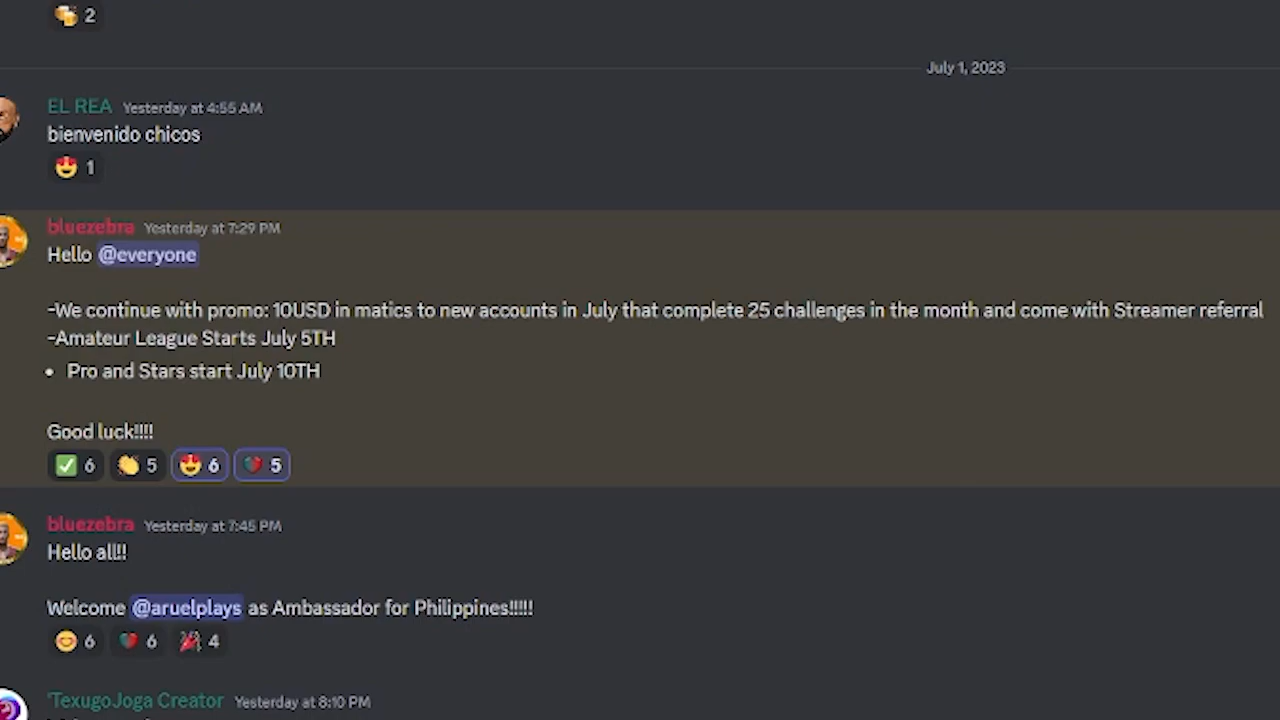 2
July 1, 2023
EL REA Yesterday at 4:55 AM
bienvenido chicos
1
bluezebra Yesterday at 7:29 PM
Hello @everyone
-We continue with promo: 10USD in matics to new accounts in July that complete 25 challenges in the month and come with Streamer referral
-Amateur League Starts July 5TH
• Pro and Stars start July 10TH
Good luck!!!!
6 5 6 5
bluezebra Yesterday at 7:45 PM
Hello all!!
Welcome @aruelplays as Ambassador for Philippines!!!!!
6 6 4
'TexugoJoga Creator Yesterday at 8:10 PM